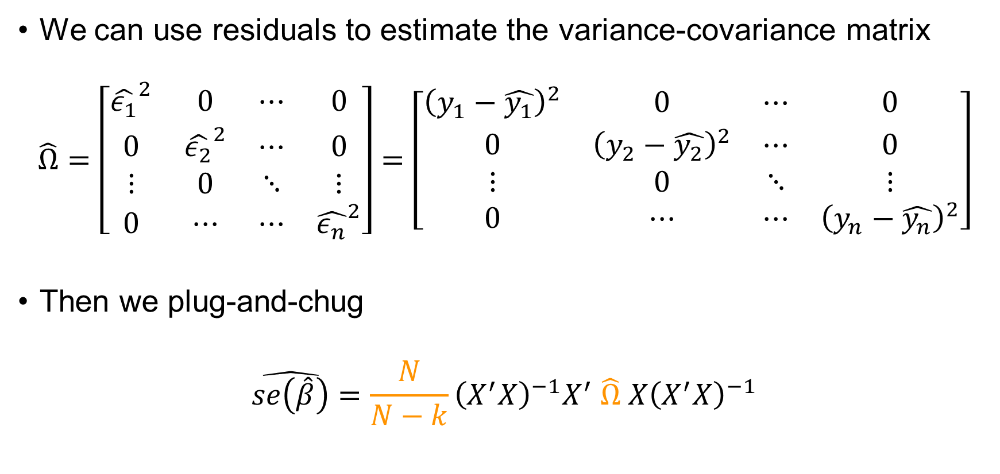 • We can use residuals to estimate the variance-covariance matrix
$\widehat{\Omega} = \begin{bmatrix} \widehat{\epsilon_1}^2 & 0 & \cdots & 0 \\ 0 & \widehat{\epsilon_2}^2 & \cdots & 0 \\ \vdots & 0 & \ddots & \vdots \\ 0 & \cdots & \cdots & \widehat{\epsilon_n}^2 \end{bmatrix} = \begin{bmatrix} (y_1 - \widehat{y_1})^2 & 0 & \cdots & 0 \\ 0 & (y_2 - \widehat{y_2})^2 & \cdots & 0 \\ \vdots & 0 & \ddots & \vdots \\ 0 & \cdots & \cdots & (y_n - \widehat{y_n})^2 \end{bmatrix}$
• Then we plug-and-chug
$\widehat{se(\hat{\beta})} = \frac{N}{N-k} (X'X)^{-1} X' \widehat{\Omega} X (X'X)^{-1}$